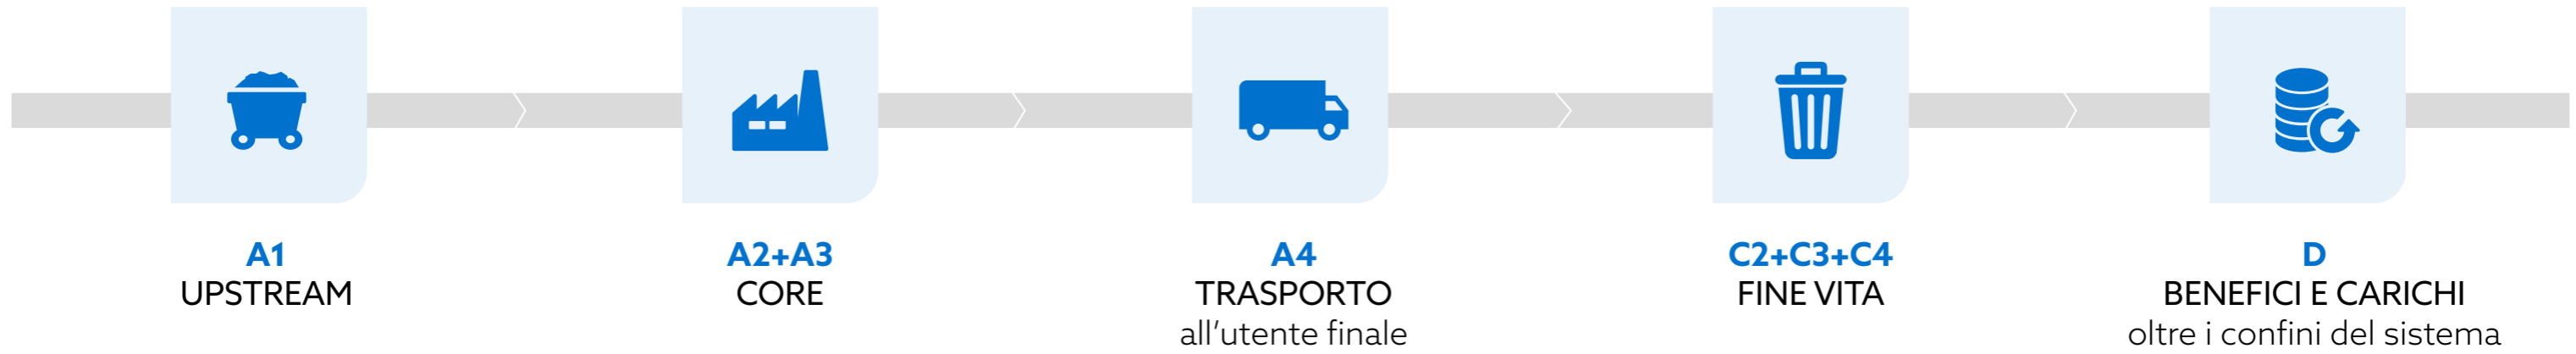 A1
UPSTREAM
A2+A3
CORE
A4
TRASPORTO
all'utente finale
C2+C3+C4
FINE VITA
D
BENEFICI E CARICHI
oltre i confini del sistema